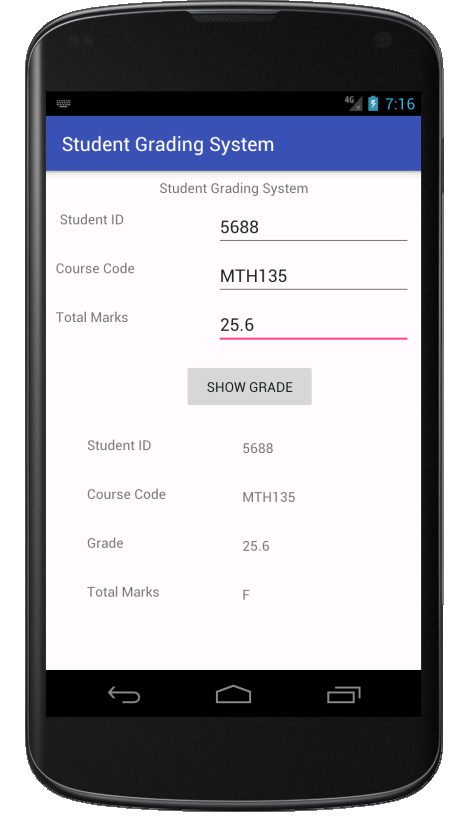 4G 7:16
Student Grading System
Student Grading System
Student ID 5688
Course Code MTH135
Total Marks 25.6
SHOW GRADE
Student ID 5688
Course Code MTH135
Grade 25.6
Total Marks F